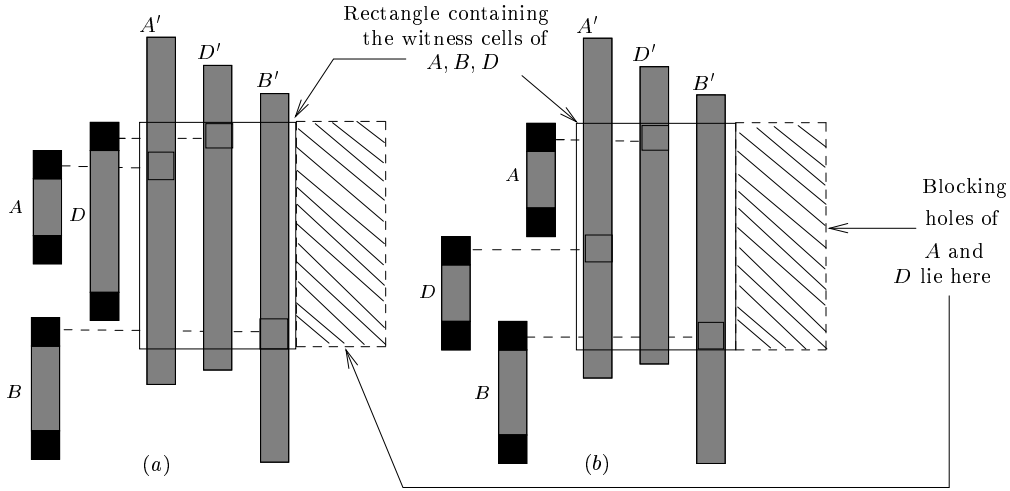 Rectangle containing
the witness cells of
A, B, D
A′
D′
B′
A
D
B
(a)
A′
D′
B′
A
D
B
(b)
Blocking
holes of
A and
D lie here